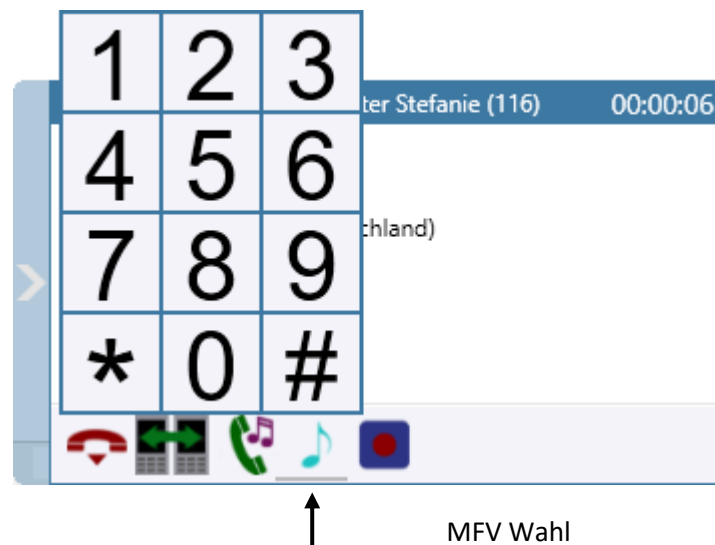 1 2 3
ter Stefanie (116) 00:00:06
4 5 6
chland)
7 8 9
* 0 #
MFV Wahl